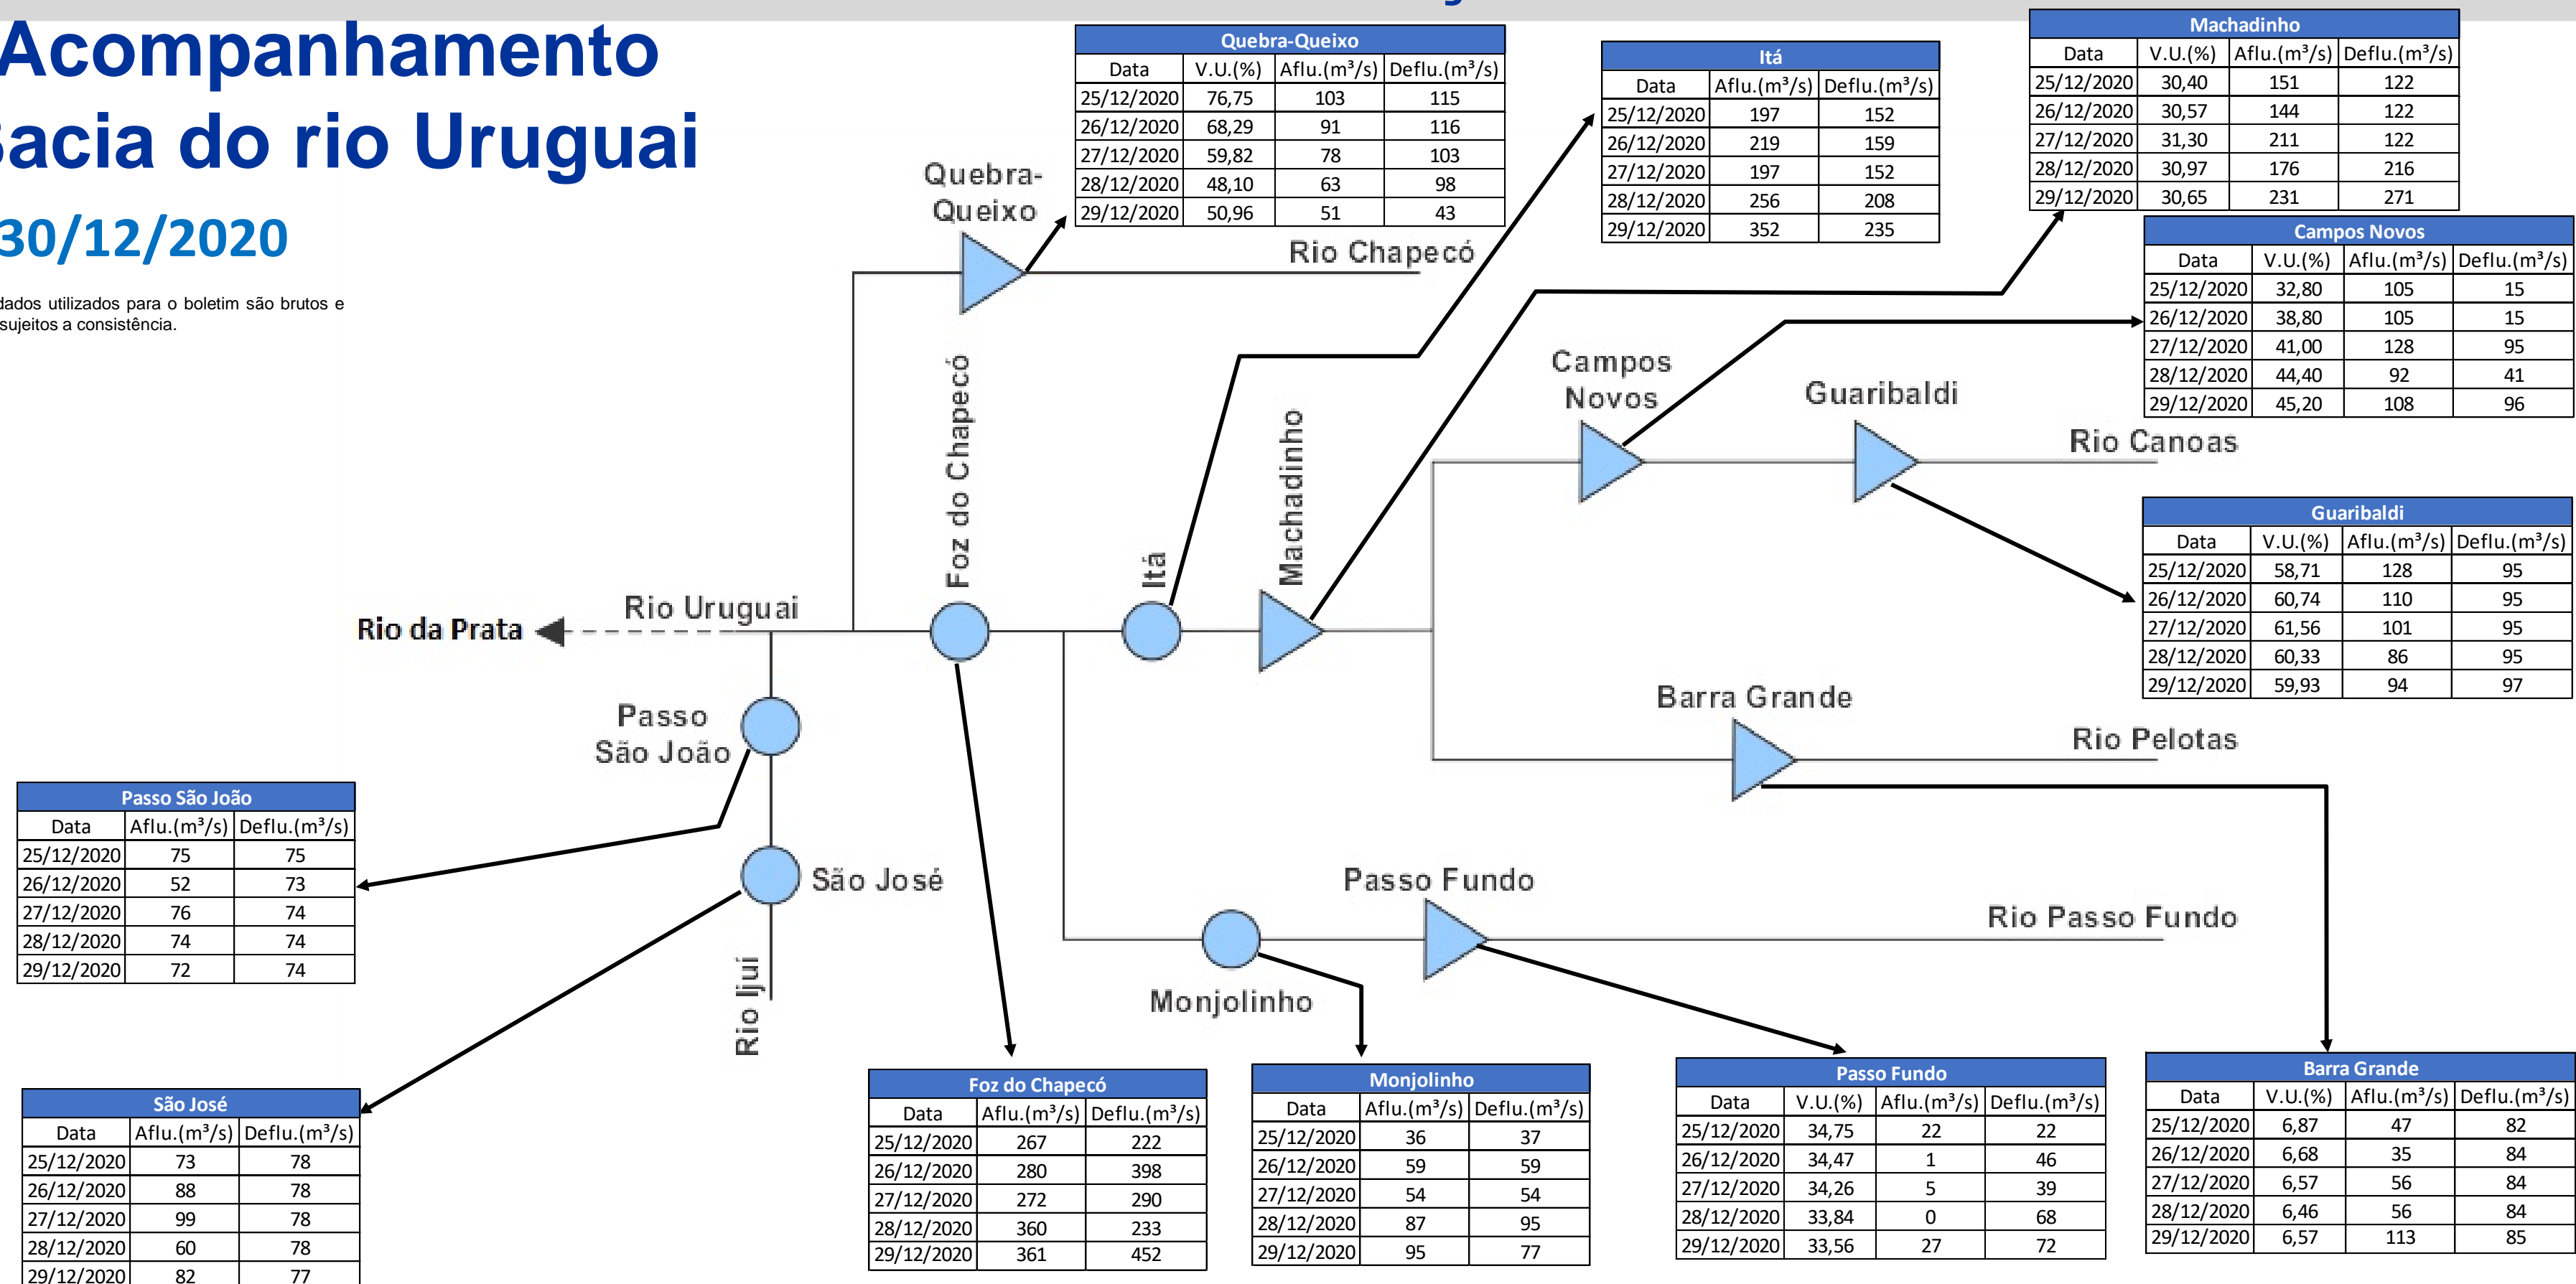 Acompanhamento
Bacia do rio Uruguai
30/12/2020
dados utilizados para o boletim são brutos e
sujeitos a consistência.
Quebra-Queixo
Data V.U.(%) Aflu.(m³/s) Deflu.(m³/s)
25/12/2020 76,75 103 115
26/12/2020 68,29 91 116
27/12/2020 59,82 78 103
28/12/2020 48,10 63 98
29/12/2020 50,96 51 43
Itá
Data Aflu.(m³/s) Deflu.(m³/s)
25/12/2020 197 152
26/12/2020 219 159
27/12/2020 197 152
28/12/2020 256 208
29/12/2020 352 235
Machadinho
Data V.U.(%) Aflu.(m³/s) Deflu.(m³/s)
25/12/2020 30,40 151 122
26/12/2020 30,57 144 122
27/12/2020 31,30 211 122
28/12/2020 30,97 176 216
29/12/2020 30,65 231 271
Campos Novos
Data V.U.(%) Aflu.(m³/s) Deflu.(m³/s)
25/12/2020 32,80 105 15
26/12/2020 38,80 105 15
27/12/2020 41,00 128 95
28/12/2020 44,40 92 41
29/12/2020 45,20 108 96
Quebra-
Queixo
Rio Chapecó
Foz do Chapecó
Itá
Machadinho
Campos
Novos
Guaribaldi
Rio Canoas
Guaribaldi
Data V.U.(%) Aflu.(m³/s) Deflu.(m³/s)
25/12/2020 58,71 128 95
26/12/2020 60,74 110 95
27/12/2020 61,56 101 95
28/12/2020 60,33 86 95
29/12/2020 59,93 94 97
Rio da Prata
Rio Uruguai
Passo
São João
Barra Grande
Rio Pelotas
São José
Rio Ijuí
Passo Fundo
Rio Passo Fundo
Monjolinho
Passo São João
Data Aflu.(m³/s) Deflu.(m³/s)
25/12/2020 75 75
26/12/2020 52 73
27/12/2020 76 74
28/12/2020 74 74
29/12/2020 72 74
São José
Data Aflu.(m³/s) Deflu.(m³/s)
25/12/2020 73 78
26/12/2020 88 78
27/12/2020 99 78
28/12/2020 60 78
29/12/2020 82 77
Foz do Chapecó
Data Aflu.(m³/s) Deflu.(m³/s)
25/12/2020 267 222
26/12/2020 280 398
27/12/2020 272 290
28/12/2020 360 233
29/12/2020 361 452
Monjolinho
Data Aflu.(m³/s) Deflu.(m³/s)
25/12/2020 36 37
26/12/2020 59 59
27/12/2020 54 54
28/12/2020 87 95
29/12/2020 95 77
Passo Fundo
Data V.U.(%) Aflu.(m³/s) Deflu.(m³/s)
25/12/2020 34,75 22 22
26/12/2020 34,47 1 46
27/12/2020 34,26 5 39
28/12/2020 33,84 0 68
29/12/2020 33,56 27 72
Barra Grande
Data V.U.(%) Aflu.(m³/s) Deflu.(m³/s)
25/12/2020 6,87 47 82
26/12/2020 6,68 35 84
27/12/2020 6,57 56 84
28/12/2020 6,46 56 84
29/12/2020 6,57 113 85